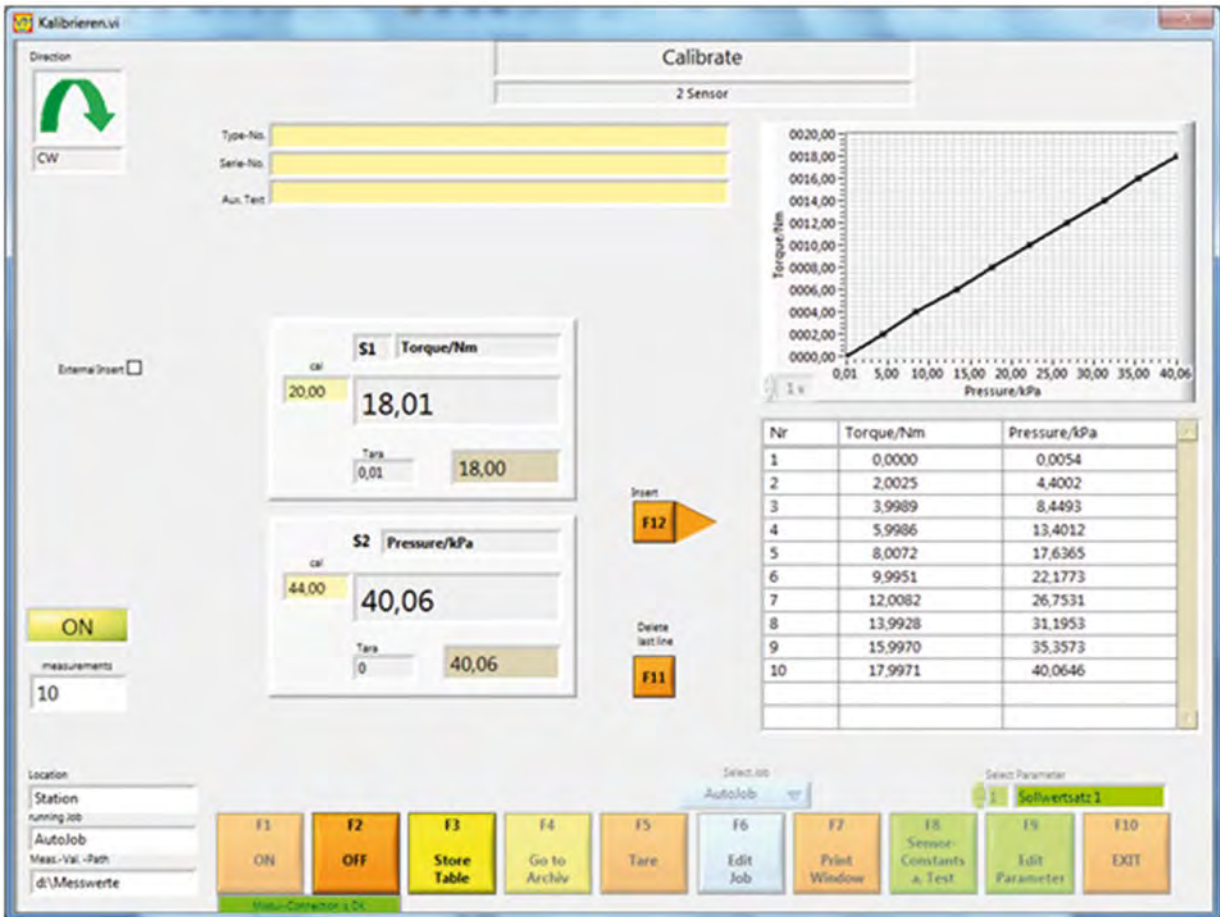 Kalibrieren.vi
Direction
CW
Calibrate
2 Sensor
Type-No.
Serie-No.
Aux. Text
External Insert
S1 Torque/Nm
cal
20,00
18,01
Tara
0,01
18,00
S2 Pressure/kPa
cal
44,00
40,06
Tara
0
40,06
Insert
F12
Delete
last line
F11
ON
measurements
10
0020,00
0018,00
0016,00
0014,00
0012,00
0010,00
0008,00
0006,00
0004,00
0002,00
0000,00
Torque/Nm
0,01 5,00 10,00 15,00 20,00 25,00 30,00 35,00 40,06
Pressure/kPa
1 x
Nr Torque/Nm Pressure/kPa
1 0,0000 0,0054
2 2,0025 4,4002
3 3,9989 8,4493
4 5,9986 13,4012
5 8,0072 17,6365
6 9,9951 22,1773
7 12,0082 26,7531
8 13,9928 31,1953
9 15,9970 35,3573
10 17,9971 40,0646
Location
Station
running Job
AutoJob
Meas.-Val.-Path
d:\Messwerte
Select Job
AutoJob
Select Parameter
1 Sollwertsatz 1
F1
ON
F2
OFF
F3
Store
Table
F4
Go to
Archiv
F5
Tare
F6
Edit
Job
F7
Print
Window
F8
Sensor-
Constants
a. Test
F9
Edit
Parameter
F10
EXIT